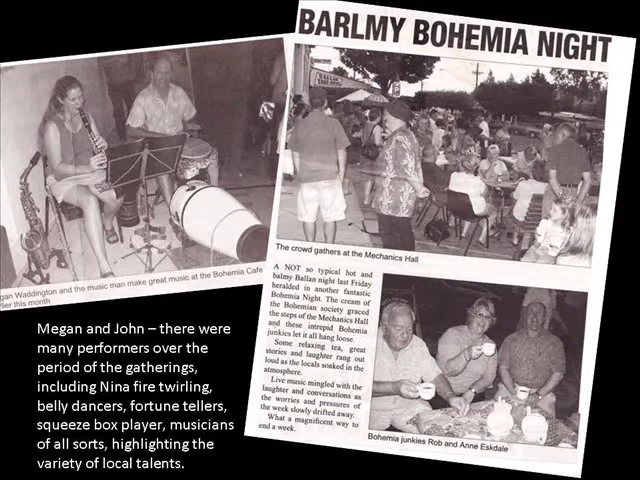 BARLMY BOHEMIA NIGHT
gan Waddington and the music man make great music at the Bohemia Cafe
lier this month
The crowd gathers at the Mechanics Hall
A NOT so typical hot and
balmy Ballan night last Friday
heralded in another fantastic
Bohemia Night. The cream of
the Bohemian society graced
the steps of the Mechanics Hall
and these intrepid Bohemia
junkies let it all hang loose.
Some relaxing tea, great
stories and laughter rang out
loud as the locals soaked in the
atmosphere.
Live music mingled with the
laughter and conversations as
the worries and pressures of
the week slowly drifted away.
What a magnificent way to
end a week.
Bohemia junkies Rob and Anne Eskdale
Megan and John – there were
many performers over the
period of the gatherings,
including Nina fire twirling,
belly dancers, fortune tellers,
squeeze box player, musicians
of all sorts, highlighting the
variety of local talents.